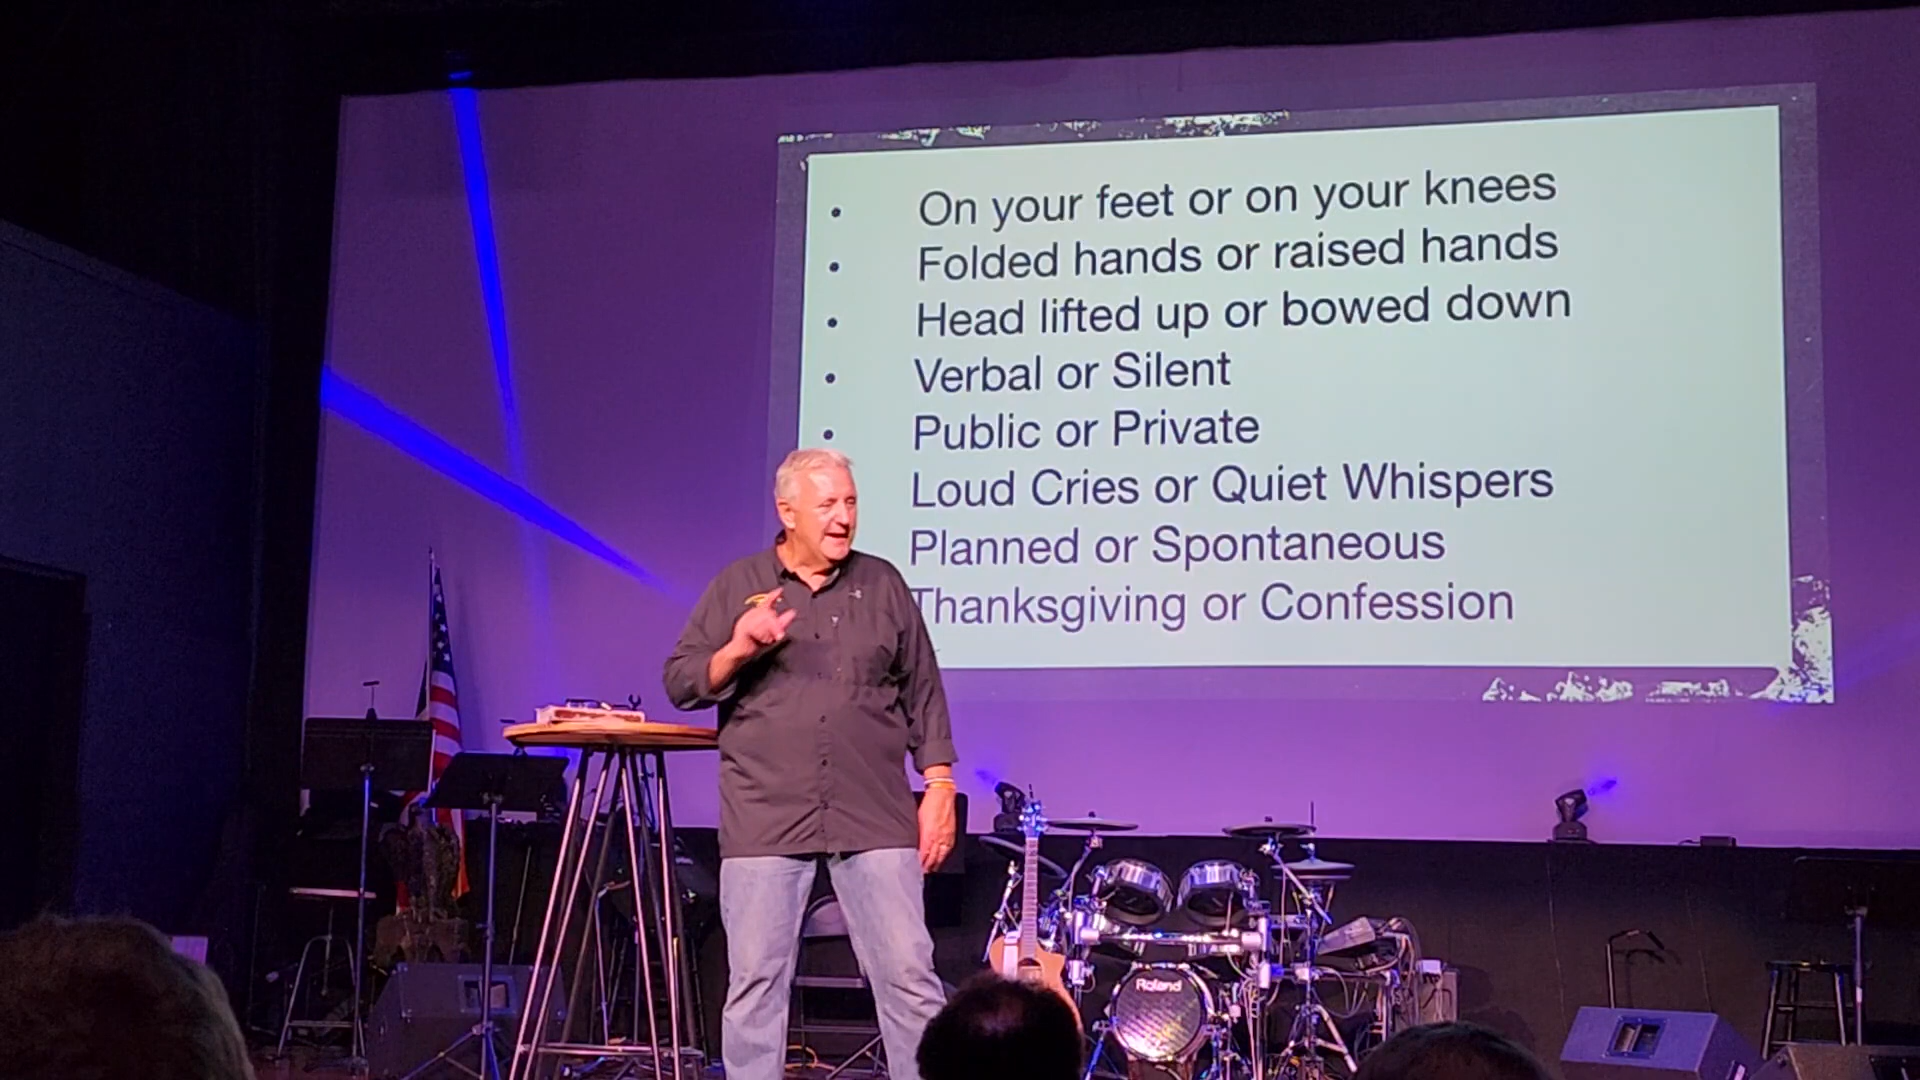 • On your feet or on your knees
• Folded hands or raised hands
• Head lifted up or bowed down
• Verbal or Silent
• Public or Private
Loud Cries or Quiet Whispers
Planned or Spontaneous
Thanksgiving or Confession
Roland